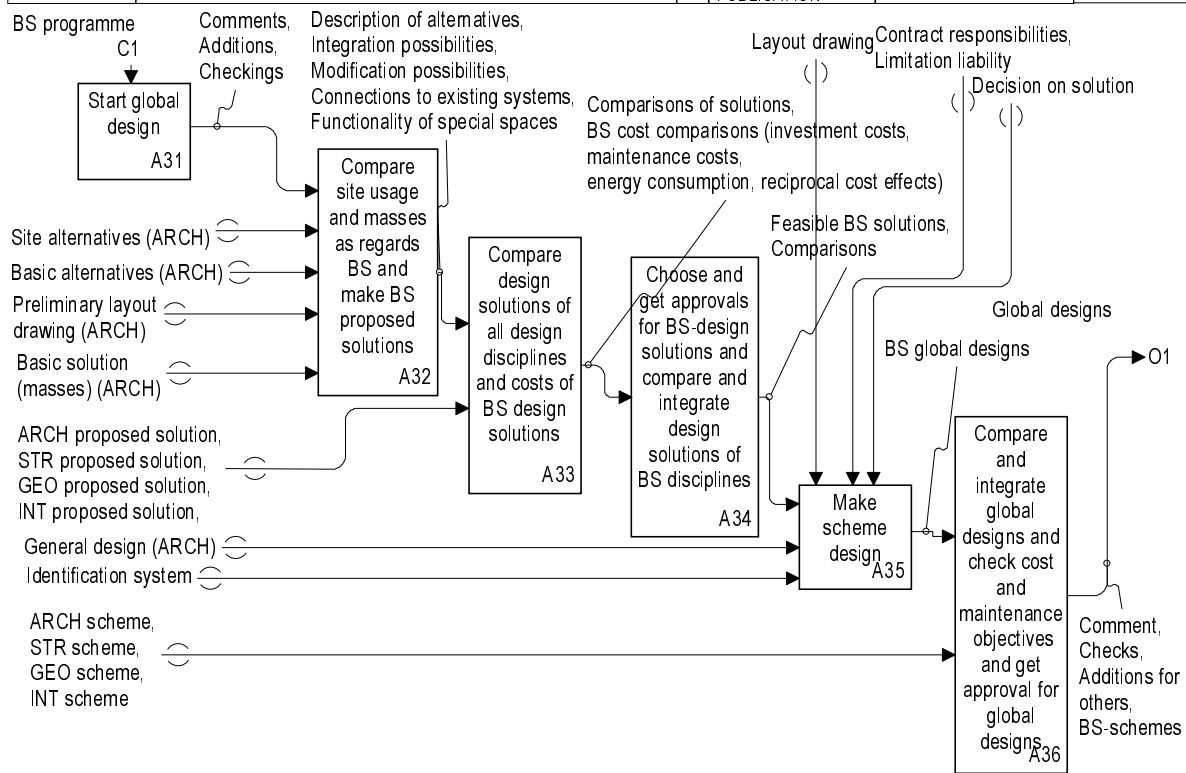 PUBLICATION
BS programme
C1
Comments,
Additions,
Checkings
Description of alternatives,
Integration possibilities,
Modification possibilities,
Connections to existing systems,
Functionality of special spaces
Layout drawing
Contract responsibilities,
Limitation liability
Decision on solution
Start global
design
A31
Comparisons of solutions,
BS cost comparisons (investment costs,
maintenance costs,
energy consumption, reciprocal cost effects)
Compare
site usage
and masses
as regards
BS and
make BS
proposed
solutions
A32
Site alternatives (ARCH)
Basic alternatives (ARCH)
Preliminary layout
drawing (ARCH)
Basic solution
(masses) (ARCH)
Compare
design
solutions of
all design
disciplines
and costs of
BS design
solutions
A33
Feasible BS solutions,
Comparisons
Choose and
get approvals
for BS-design
solutions and
compare and
integrate
design
solutions of
BS disciplines
A34
Global designs
BS global designs
O1
ARCH proposed solution,
STR proposed solution,
GEO proposed solution,
INT proposed solution,
General design (ARCH)
Identification system
Make
scheme
design
A35
Compare
and
integrate
global
designs and
check cost
and
maintenance
objectives
and get
approval for
global
designs
A36
ARCH scheme,
STR scheme,
GEO scheme,
INT scheme
Comment,
Checks,
Additions for
others,
BS-schemes